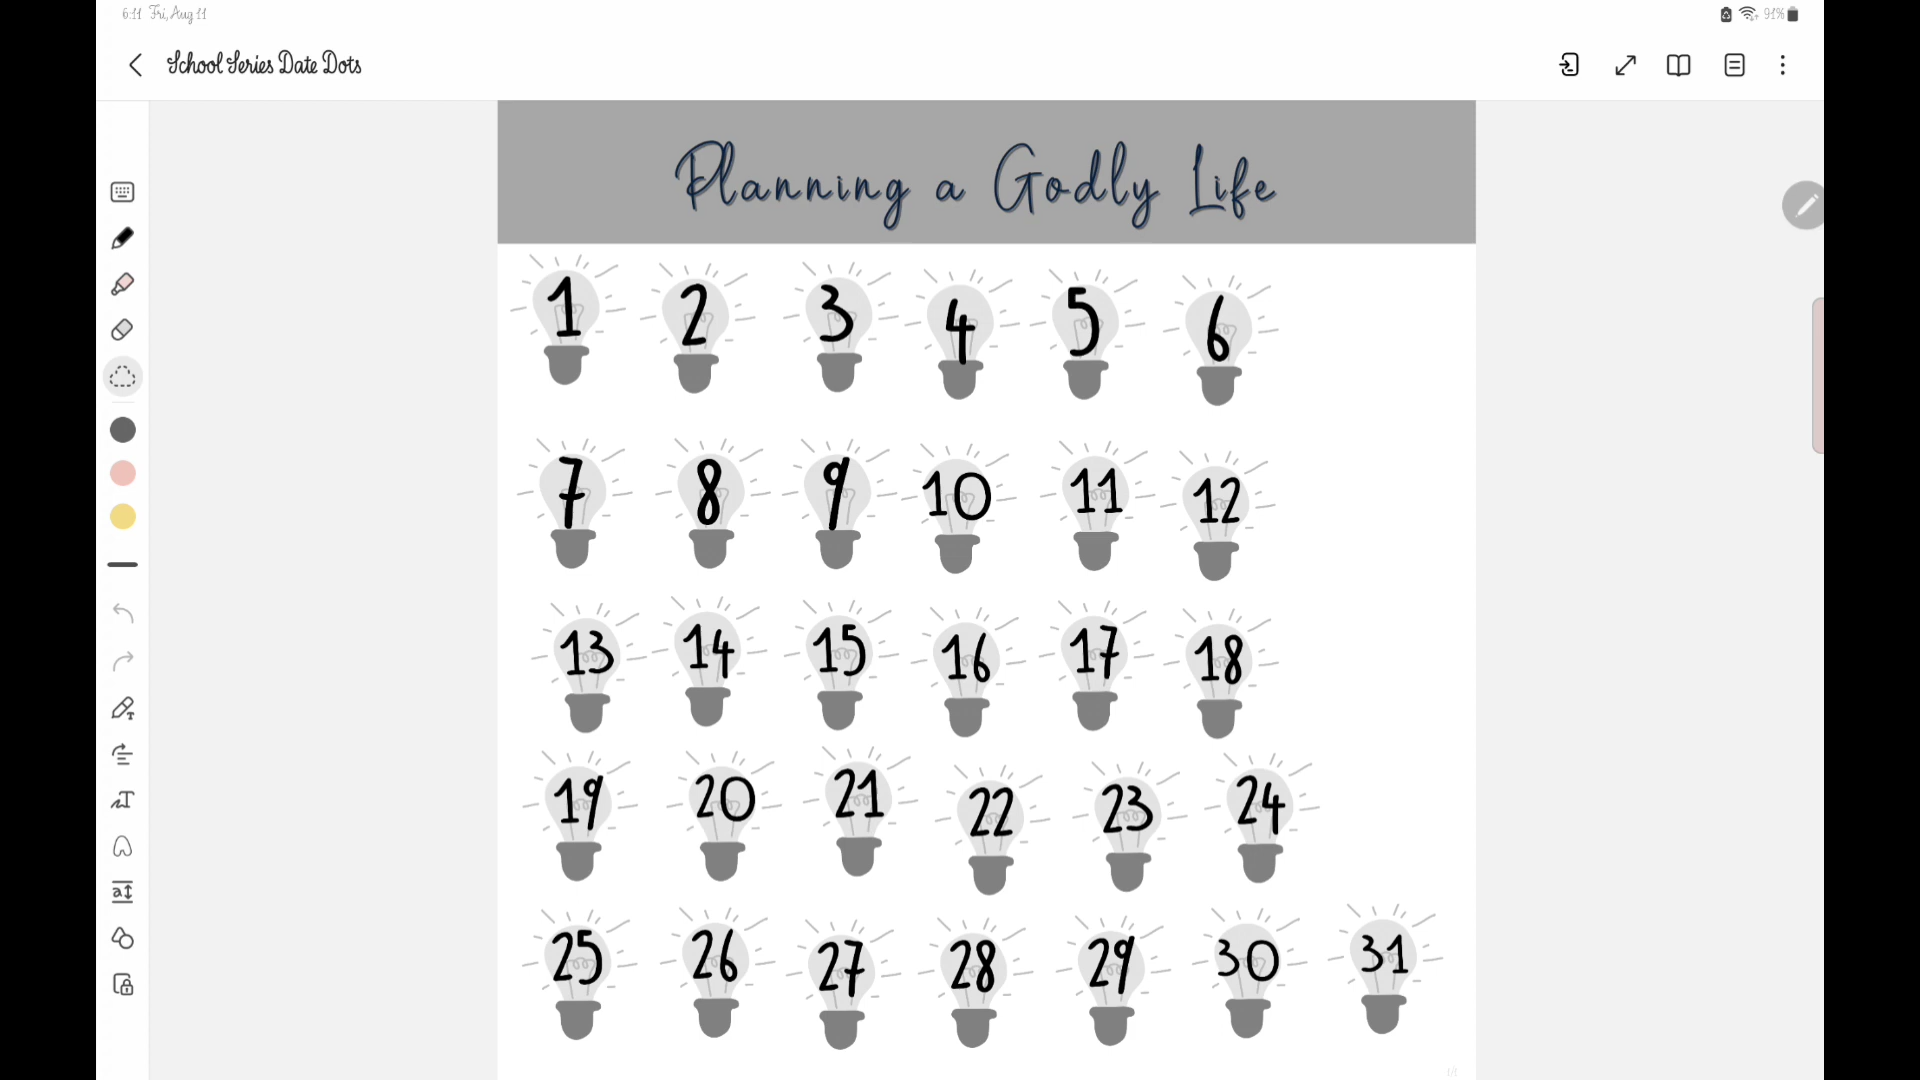 6:11 Fri, Aug 11
91%
School Series Date Dots
Planning a Godly Life
1 2 3 4 5 6
7 8 9 10 11 12
13 14 15 16 17 18
19 20 21 22 23 24
25 26 27 28 29 30 31